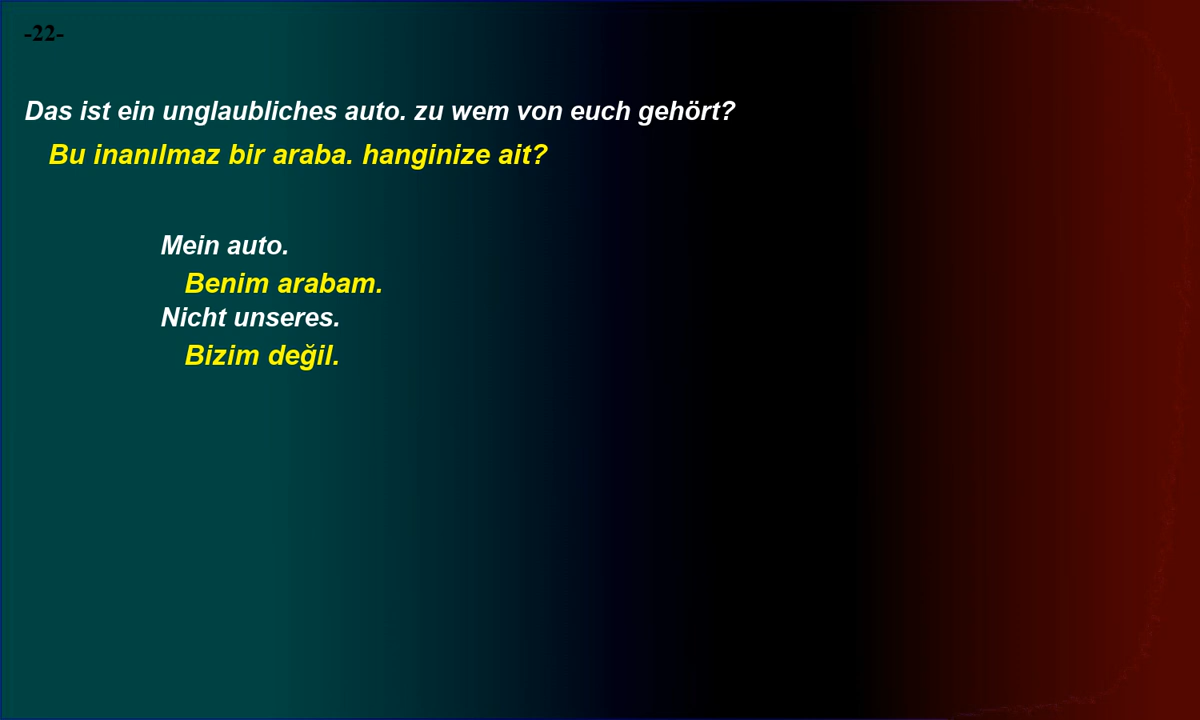 -22-
Das ist ein unglaubliches auto. zu wem von euch gehört?
Bu inanılmaz bir araba. hanginize ait?
Mein auto.
Benim arabam.
Nicht unseres.
Bizim değil.